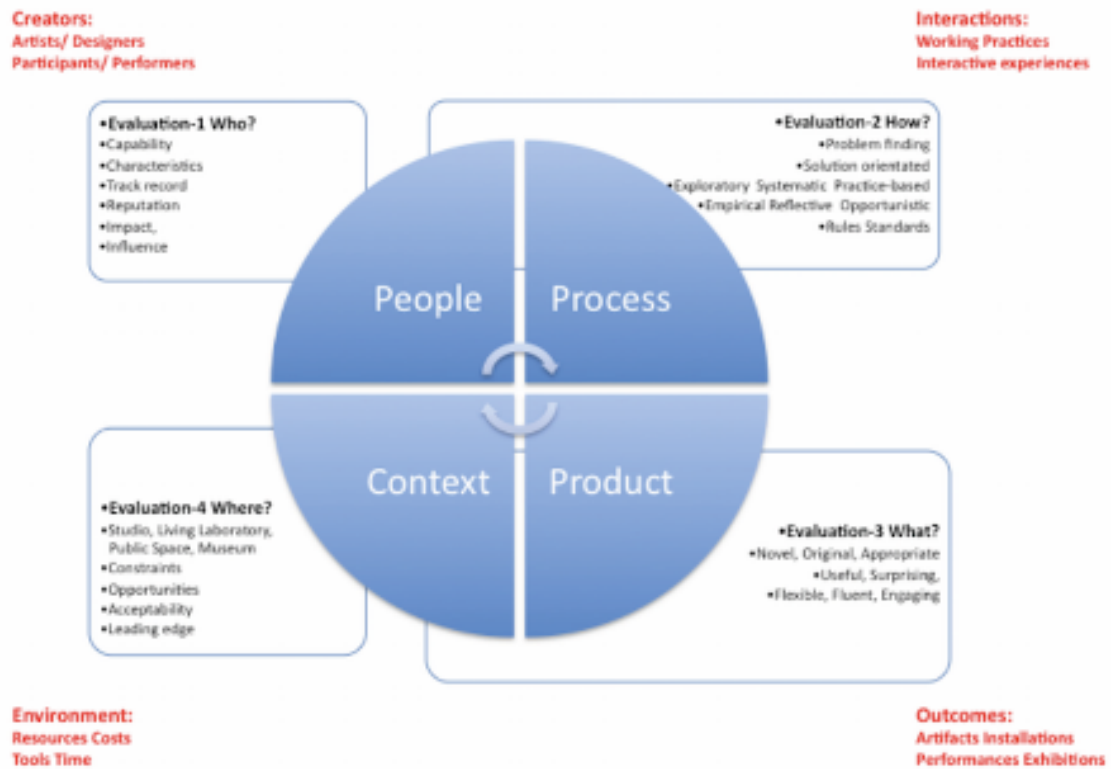 Creators:
Artists/ Designers
Participants/ Performers
Interactions:
Working Practices
Interactive experiences
•Evaluation-1 Who?
•Capability
•Characteristics
•Track record
•Reputation
•Impact,
•Influence
•Evaluation-2 How?
•Problem finding
•Solution orientated
•Exploratory Systematic Practice-based
•Empirical Reflective Opportunistic
•Rules Standards
People
Process
Context
Product
•Evaluation-4 Where?
•Studio, Living Laboratory,
Public Space, Museum
•Constraints
•Opportunities
•Acceptability
•Leading edge
•Evaluation-3 What?
•Novel, Original, Appropriate
•Useful, Surprising,
•Flexible, Fluent, Engaging
Environment:
Resources Costs
Tools Time
Outcomes:
Artifacts Installations
Performances Exhibitions